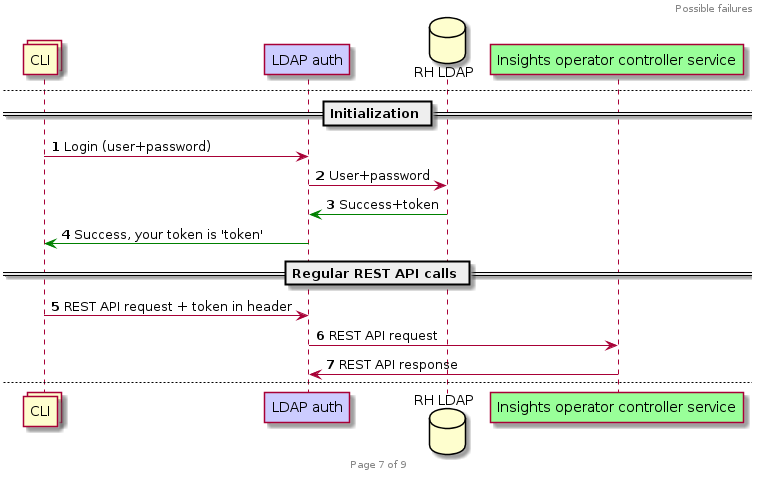 Possible failures
CLI
LDAP auth
RH LDAP
Insights operator controller service
Initialization
1 Login (user+password)
2 User+password
3 Success+token
4 Success, your token is 'token'
Regular REST API calls
5 REST API request + token in header
6 REST API request
7 REST API response
CLI
LDAP auth
RH LDAP
Insights operator controller service
Page 7 of 9